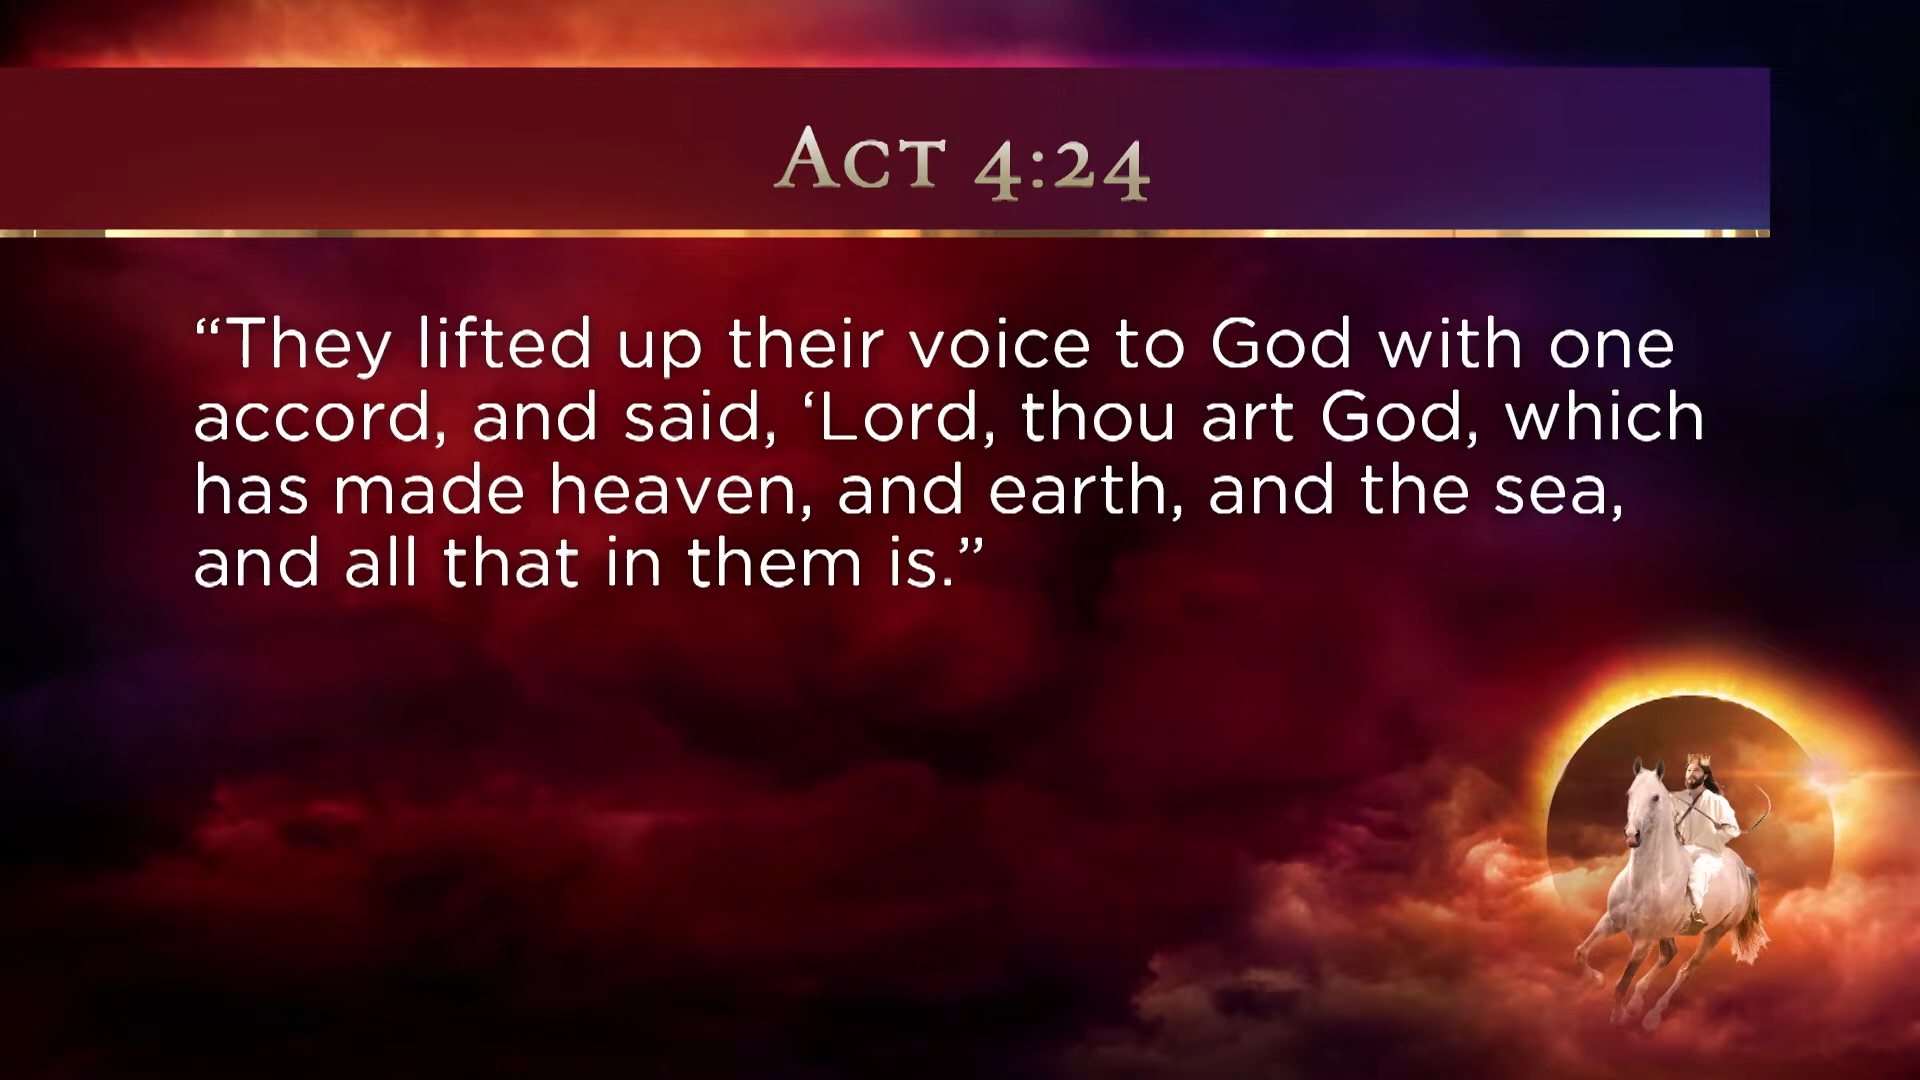 Act 4:24
“They lifted up their voice to God with one
accord, and said, ‘Lord, thou art God, which
has made heaven, and earth, and the sea,
and all that in them is.”